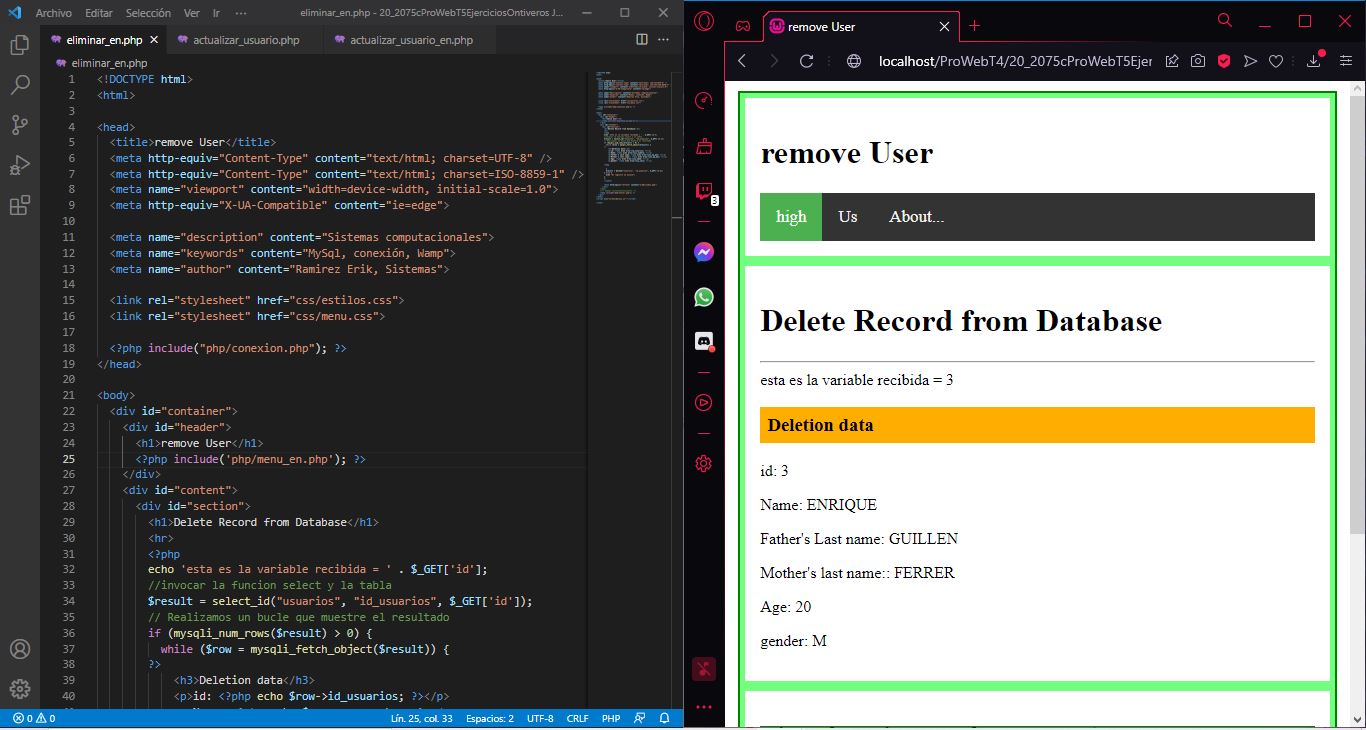 Archivo Editar Selección Ver Ir ··· eliminar_en.php - 20_2075cProWebT5EjerciciosOntiveros J...
eliminar_en.php actualizar_usuario.php actualizar_usuario_en.php
eliminar_en.php
1 <!DOCTYPE html>
2 <html>
3
4 <head>
5 <title>remove User</title>
6 <meta http-equiv="Content-Type" content="text/html; charset=UTF-8" />
7 <meta http-equiv="Content-Type" content="text/html; charset=ISO-8859-1" />
8 <meta name="viewport" content="width=device-width, initial-scale=1.0">
9 <meta http-equiv="X-UA-Compatible" content="ie=edge">
10
11 <meta name="description" content="Sistemas computacionales">
12 <meta name="keywords" content="MySql, conexión, Wamp">
13 <meta name="author" content="Ramirez Erik, Sistemas">
14
15 <link rel="stylesheet" href="css/estilos.css">
16 <link rel="stylesheet" href="css/menu.css">
17
18 <?php include("php/conexion.php"); ?>
19 </head>
20
21 <body>
22 <div id="container">
23 <div id="header">
24 <h1>remove User</h1>
25 <?php include('php/menu_en.php'); ?>
26 </div>
27 <div id="content">
28 <div id="section">
29 <h1>Delete Record from Database</h1>
30 <hr>
31 <?php
32 echo 'esta es la variable recibida = ' . $_GET['id'];
33 //invocar la funcion select y la tabla
34 $result = select_id("usuarios", "id_usuarios", $_GET['id']);
35 // Realizamos un bucle que muestre el resultado
36 if (mysqli_num_rows($result) > 0) {
37 while ($row = mysqli_fetch_object($result)) {
38 ?>
39 <h3>Deletion data</h3>
40 <p>id: <?php echo $row->id_usuarios; ?></p>
0 0 Lín. 25, col. 33 Espacios: 2 UTF-8 CRLF PHP
remove User
localhost/ProWebT4/20_2075cProWebT5Ejer
3
remove User
high Us About...
Delete Record from Database
esta es la variable recibida = 3
Deletion data
id: 3
Name: ENRIQUE
Father's Last name: GUILLEN
Mother's last name:: FERRER
Age: 20
gender: M